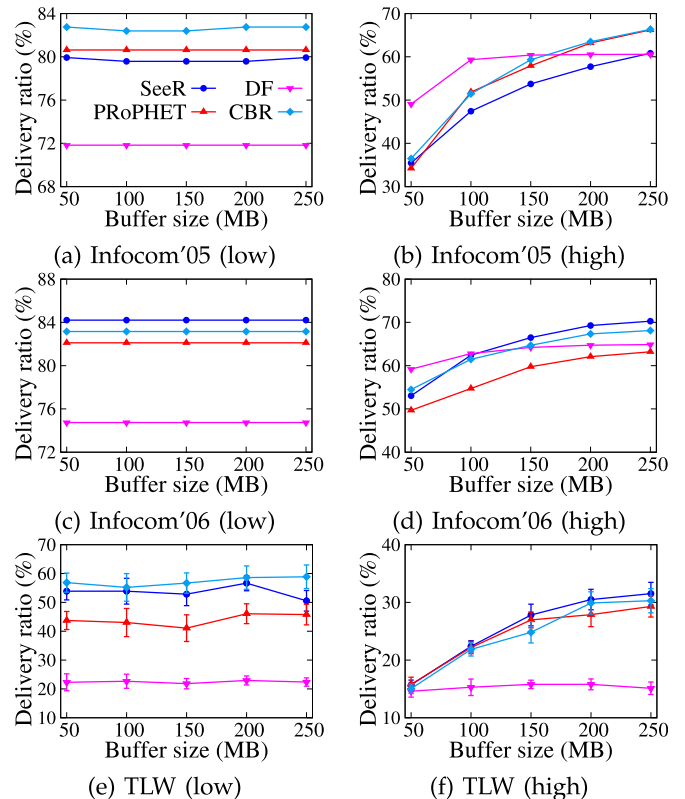 Delivery ratio (%)
84
80
76
72
68
SeeR
PRoPHET
DF
CBR
50 100 150 200 250
Buffer size (MB)
(a) Infocom'05 (low)
Delivery ratio (%)
70
60
50
40
30
50 100 150 200 250
Buffer size (MB)
(b) Infocom'05 (high)
Delivery ratio (%)
88
84
80
76
72
50 100 150 200 250
Buffer size (MB)
(c) Infocom'06 (low)
Delivery ratio (%)
80
70
60
50
40
50 100 150 200 250
Buffer size (MB)
(d) Infocom'06 (high)
Delivery ratio (%)
70
60
50
40
30
20
10
50 100 150 200 250
Buffer size (MB)
(e) TLW (low)
Delivery ratio (%)
40
30
20
10
50 100 150 200 250
Buffer size (MB)
(f) TLW (high)